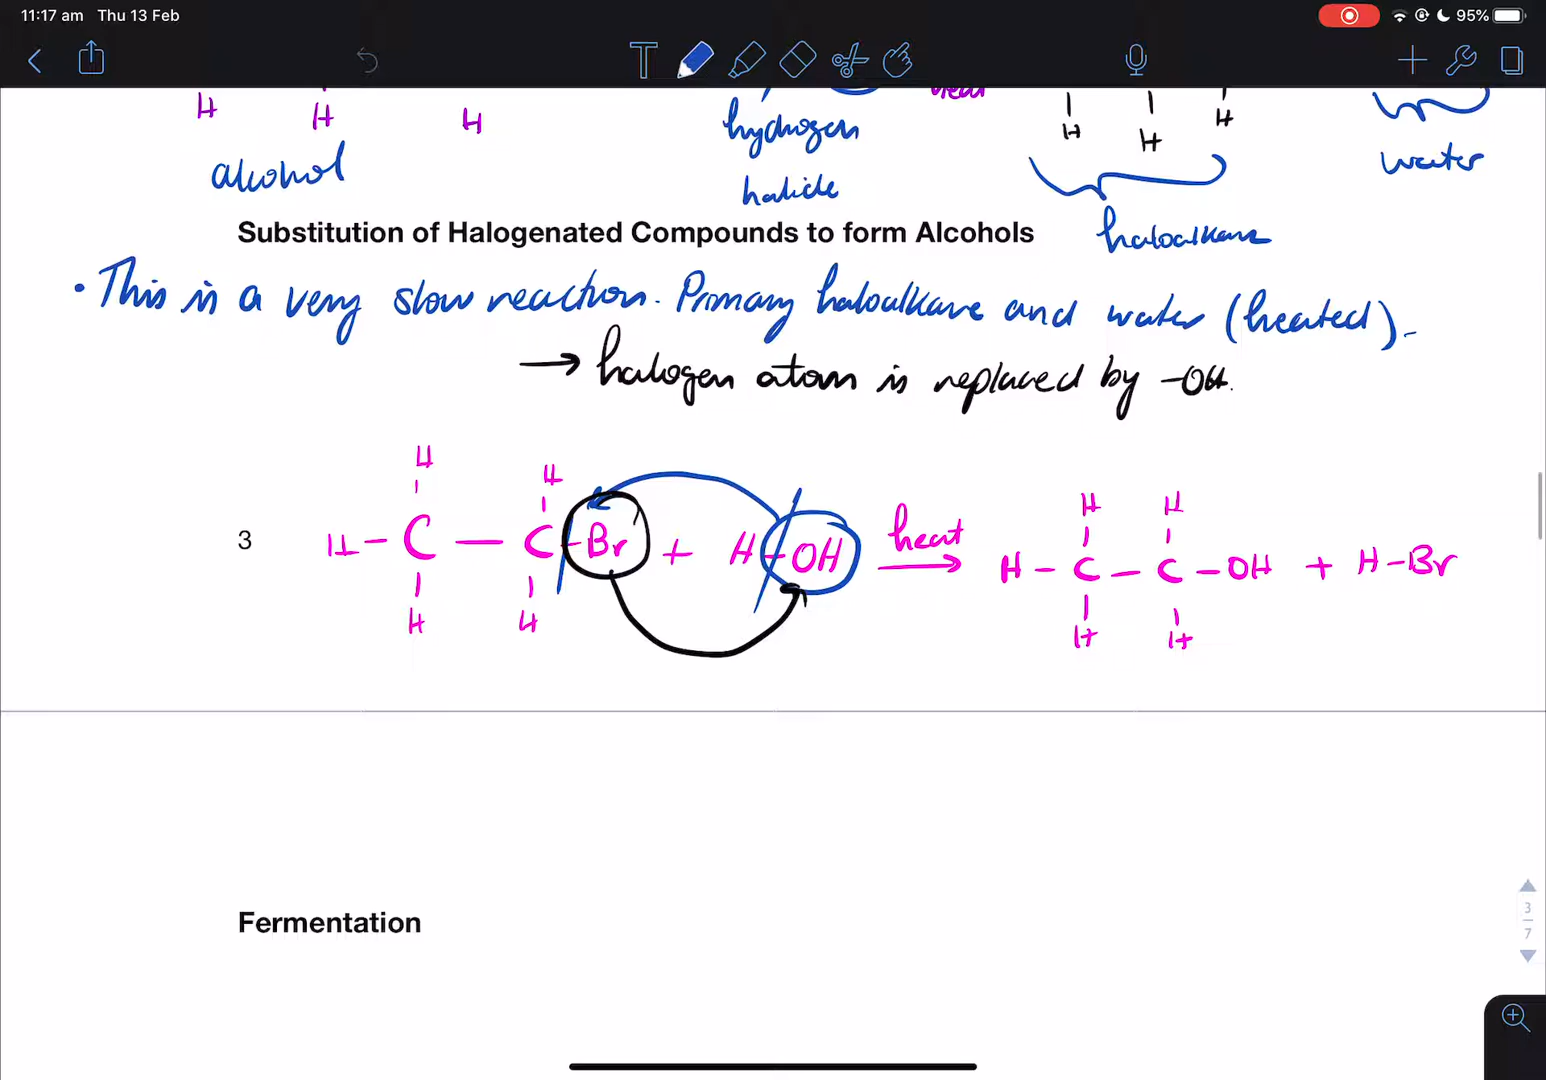 11:17 am Thu 13 Feb
95%
T
H H H
H H H
alcohol
hydrogen
halide
haloalkane
water
Substitution of Halogenated Compounds to form Alcohols
• This is a very slow reaction. Primary haloalkane and water (heated).
→ halogen atom is replaced by -OH.
H H H H
3 H - C — C - Br + H - OH heat → H - C - C - OH + H - Br
H H H H
3
7
Fermentation